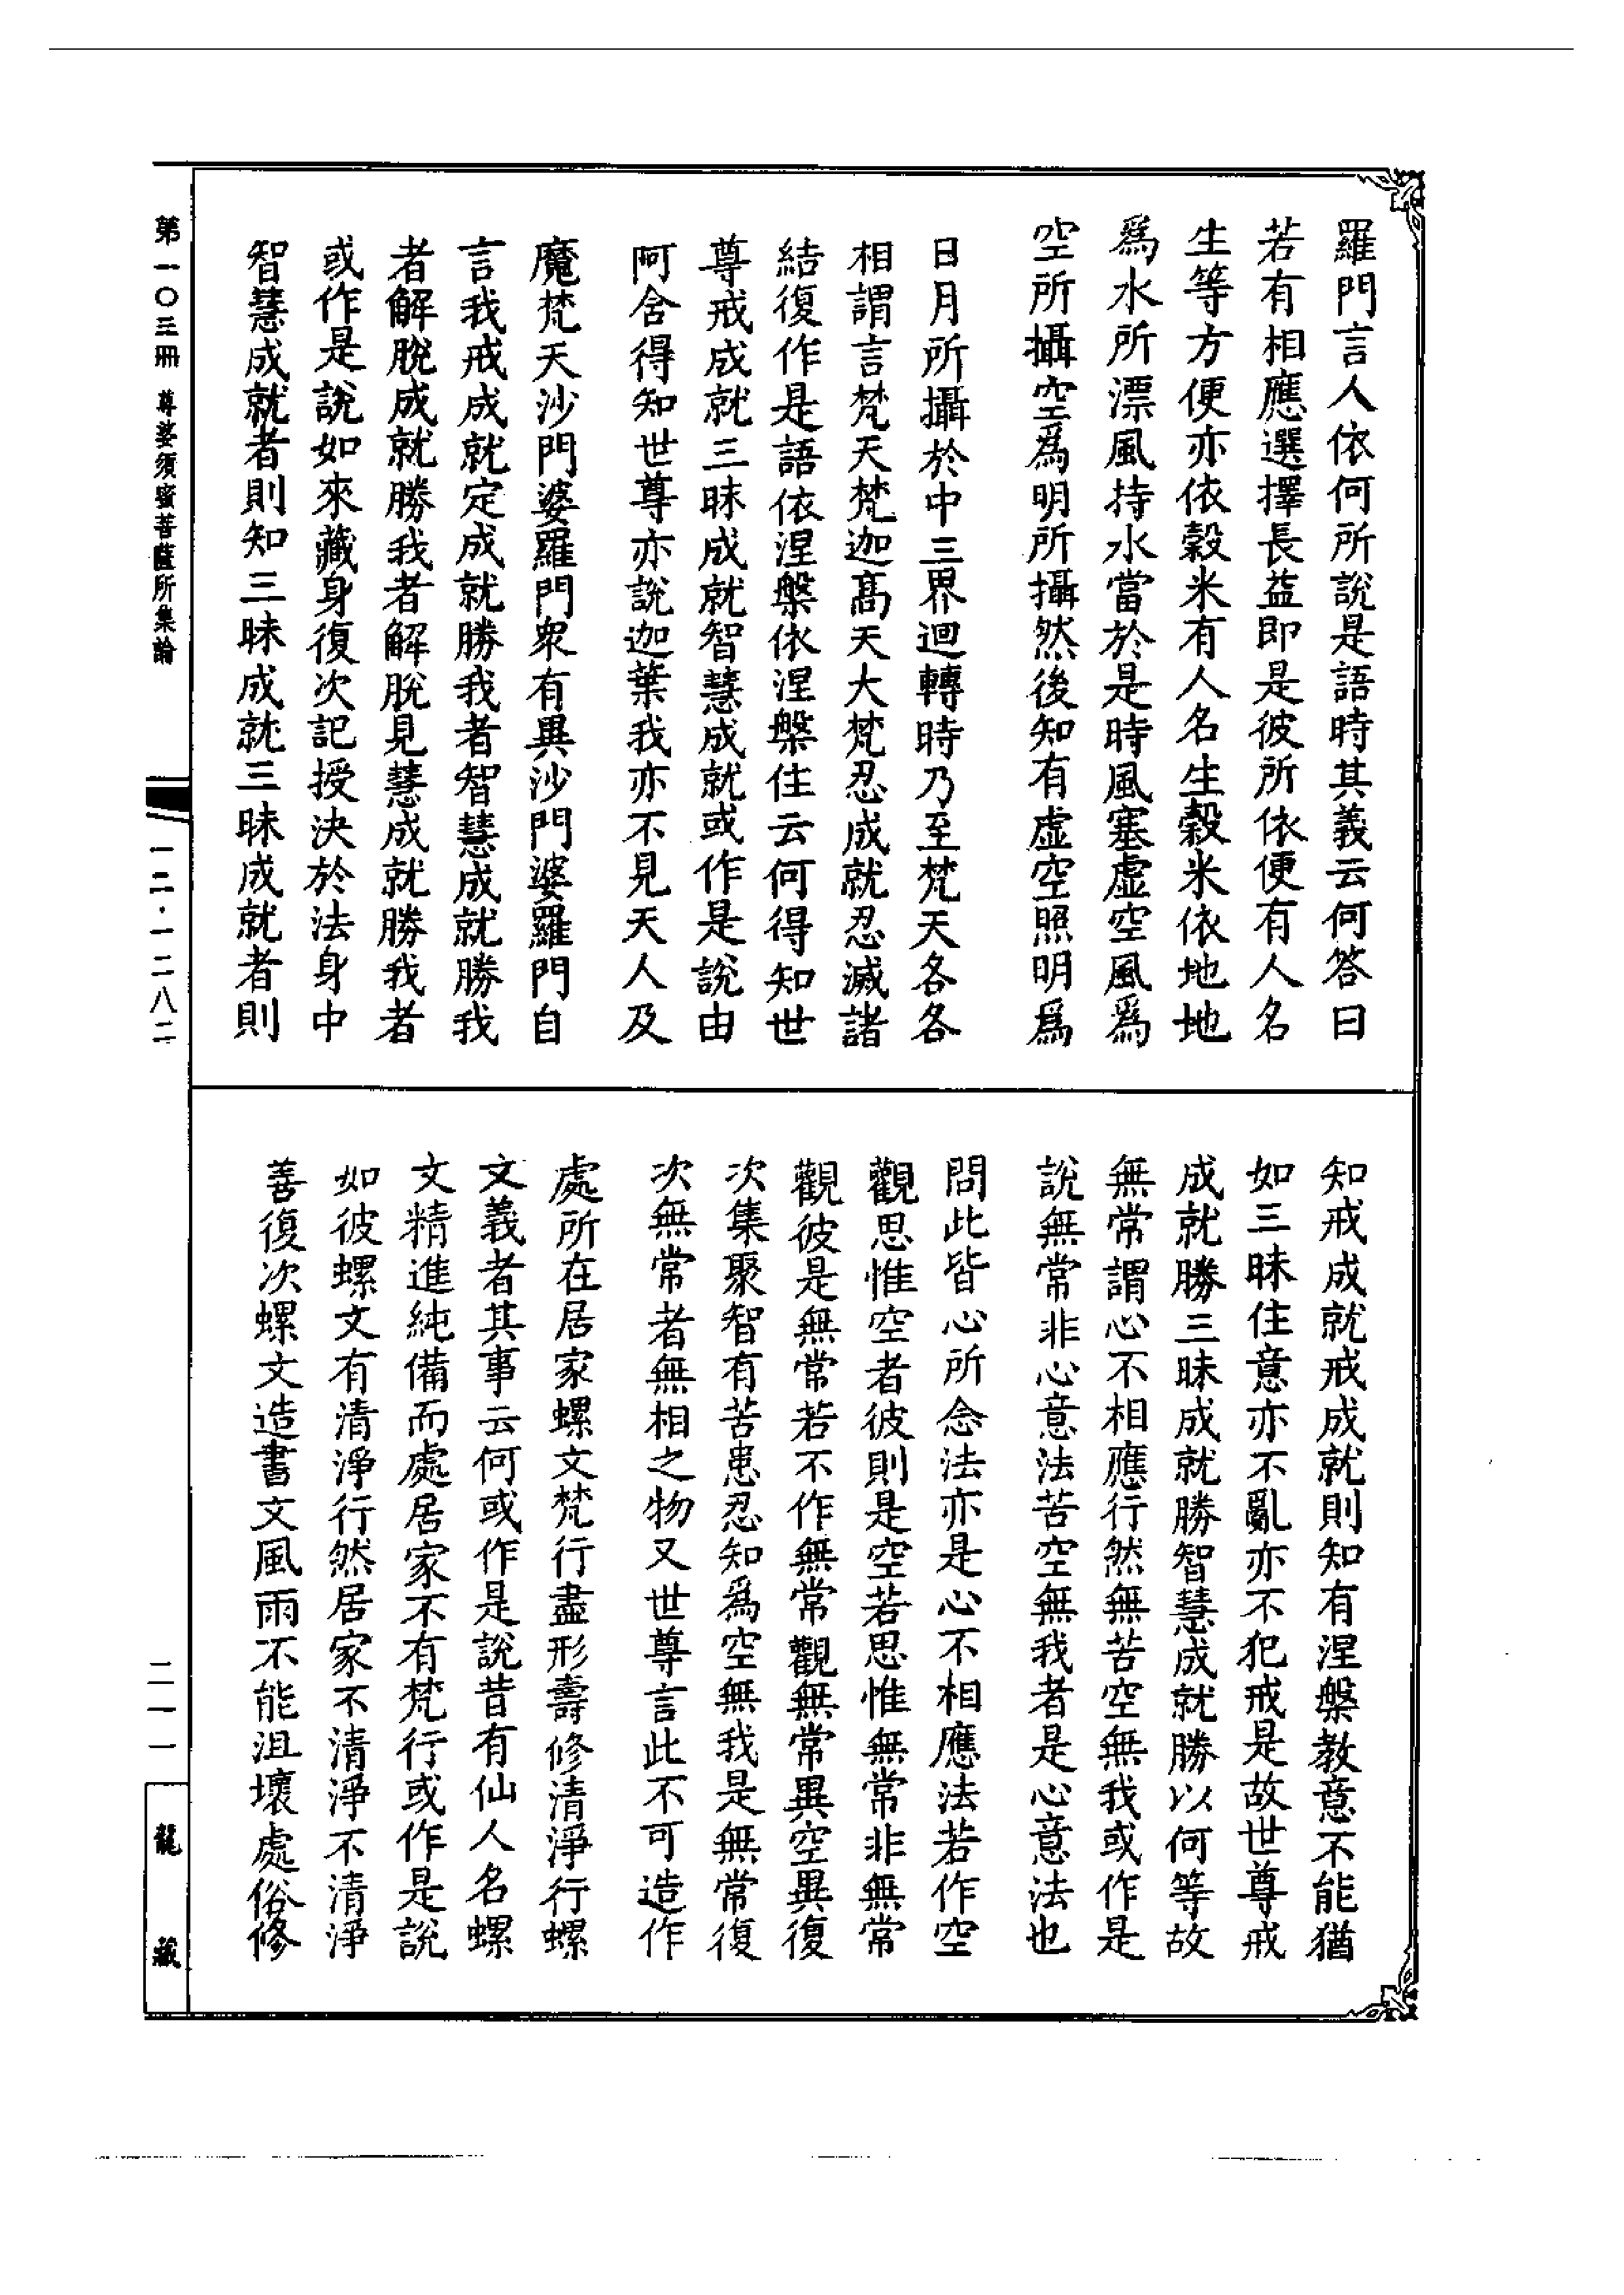 羅門言人依何所說是語時其義云何答曰
若有相應選擇長益即是彼所依便有人名
生等方便亦依穀米有人名生穀米依地地
爲水所漂風持水當於是時風塞虛空風爲
空所攝空爲明所攝然後知有虛空照明爲
日月所攝於中三界迴轉時乃至梵天各各
相謂言梵天梵迦高天大梵忍成就忍滅諸
結復作是語依涅槃依涅槃住云何得知世
尊戒成就三昧成就智慧成就或作是說由
阿含得知世尊亦說迦葉我亦不見天人及
魔梵天沙門婆羅門衆有異沙門婆羅門自
言我戒成就定成就勝我者智慧成就勝我
者解脫成就勝我者解脫見慧成就勝我者
或作是說如來藏身復次記授決於法身中
智慧成就者則知三昧成就三昧成就者則
知戒成就戒成就則知有涅槃教意不能猶
如三昧住意亦不亂亦不犯戒是故世尊戒
成就勝三昧成就勝智慧成就勝以何等故
無常謂心不相應行然無苦空無我或作是
說無常非心意法苦空無我者是心意法也
問此皆心所念法亦是心不相應法若作空
觀思惟空者彼則是空若思惟無常非無常
觀彼是無常若不作無常觀無常異空異復
次集聚智有苦患忍知爲空無我是無常復
次無常者無相之物又世尊言此不可造作
處所在居家螺文梵行盡形壽修清淨行螺
文義者其事云何或作是說昔有仙人名螺
文精進純備而處居家不有梵行或作是說
如彼螺文有清淨行然居家不清淨不清淨
善復次螺文造書文風雨不能沮壞處俗修
第一〇三冊 尊婆須蜜菩薩所集論
一二·一二八二
二一一
龍藏